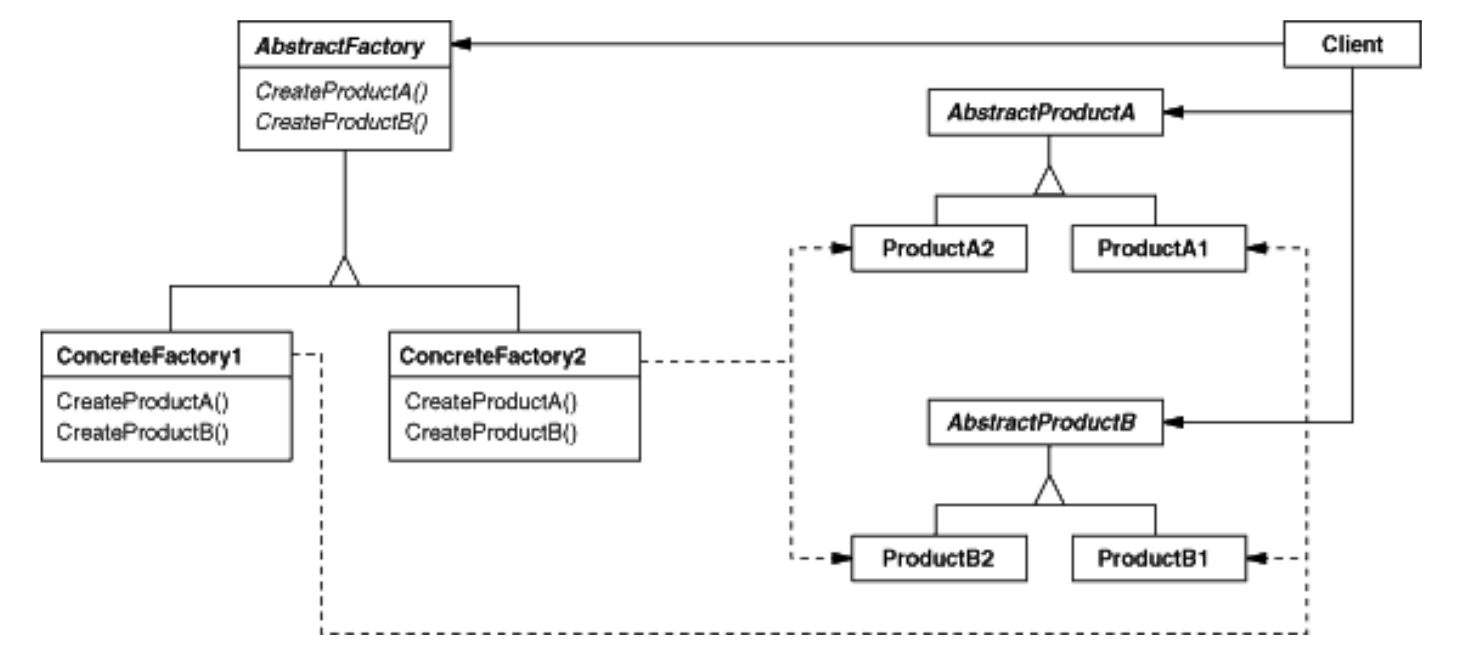 AbstractFactory
CreateProductA()
CreateProductB()
Client
AbstractProductA
ProductA2
ProductA1
ConcreteFactory1
CreateProductA()
CreateProductB()
ConcreteFactory2
CreateProductA()
CreateProductB()
AbstractProductB
ProductB2
ProductB1